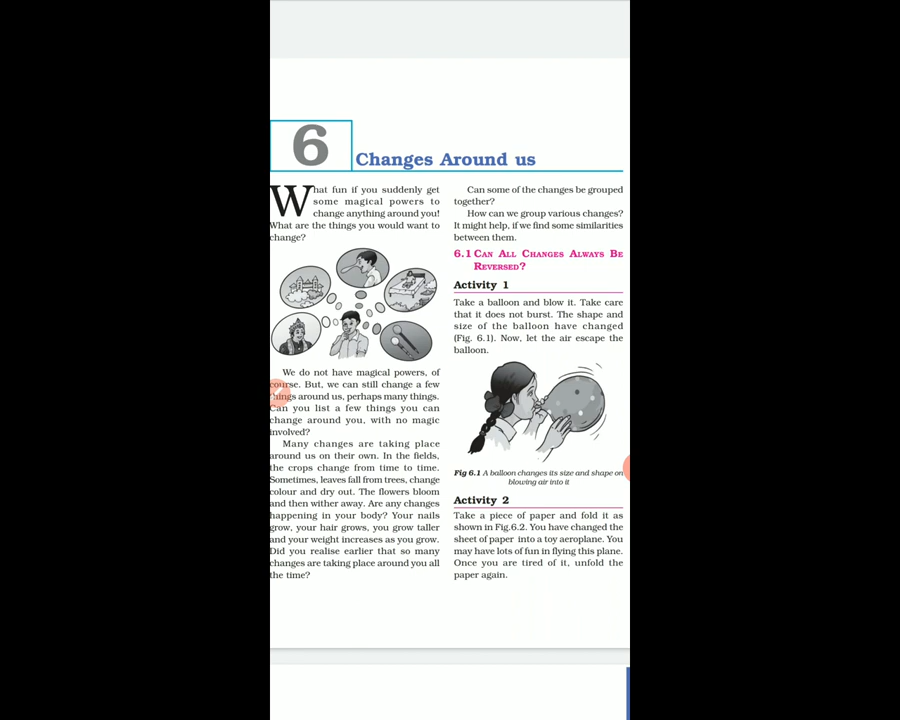 6
Changes Around us
What fun if you suddenly get
some magical powers to
change anything around you!
What are the things you would want to
change?
We do not have magical powers, of
course. But, we can still change a few
things around us, perhaps many things.
Can you list a few things you can
change around you, with no magic
involved?
Many changes are taking place
around us on their own. In the fields,
the crops change from time to time.
Sometimes, leaves fall from trees, change
colour and dry out. The flowers bloom
and then wither away. Are any changes
happening in your body? Your nails
grow, your hair grows, you grow taller
and your weight increases as you grow.
Did you realise earlier that so many
changes are taking place around you all
the time?
Can some of the changes be grouped
together?
How can we group various changes?
It might help, if we find some similarities
between them.
6.1 CAN ALL CHANGES ALWAYS BE
REVERSED?
Activity 1
Take a balloon and blow it. Take care
that it does not burst. The shape and
size of the balloon have changed
(Fig. 6.1). Now, let the air escape the
balloon.
Fig 6.1 A balloon changes its size and shape on
blowing air into it
Activity 2
Take a piece of paper and fold it as
shown in Fig.6.2. You have changed the
sheet of paper into a toy aeroplane. You
may have lots of fun in flying this plane.
Once you are tired of it, unfold the
paper again.